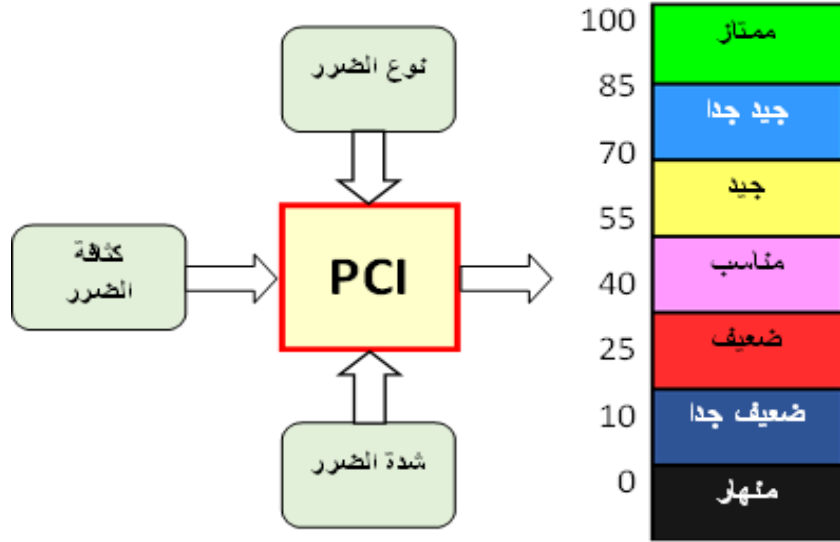 نوع الضرر
كثافة
الضرر
PCI
شدة الضرر
100
ممتاز
85
جيد جدا
70
جيد
55
مناسب
40
ضعيف
25
ضعيف جدا
10
منهار
0